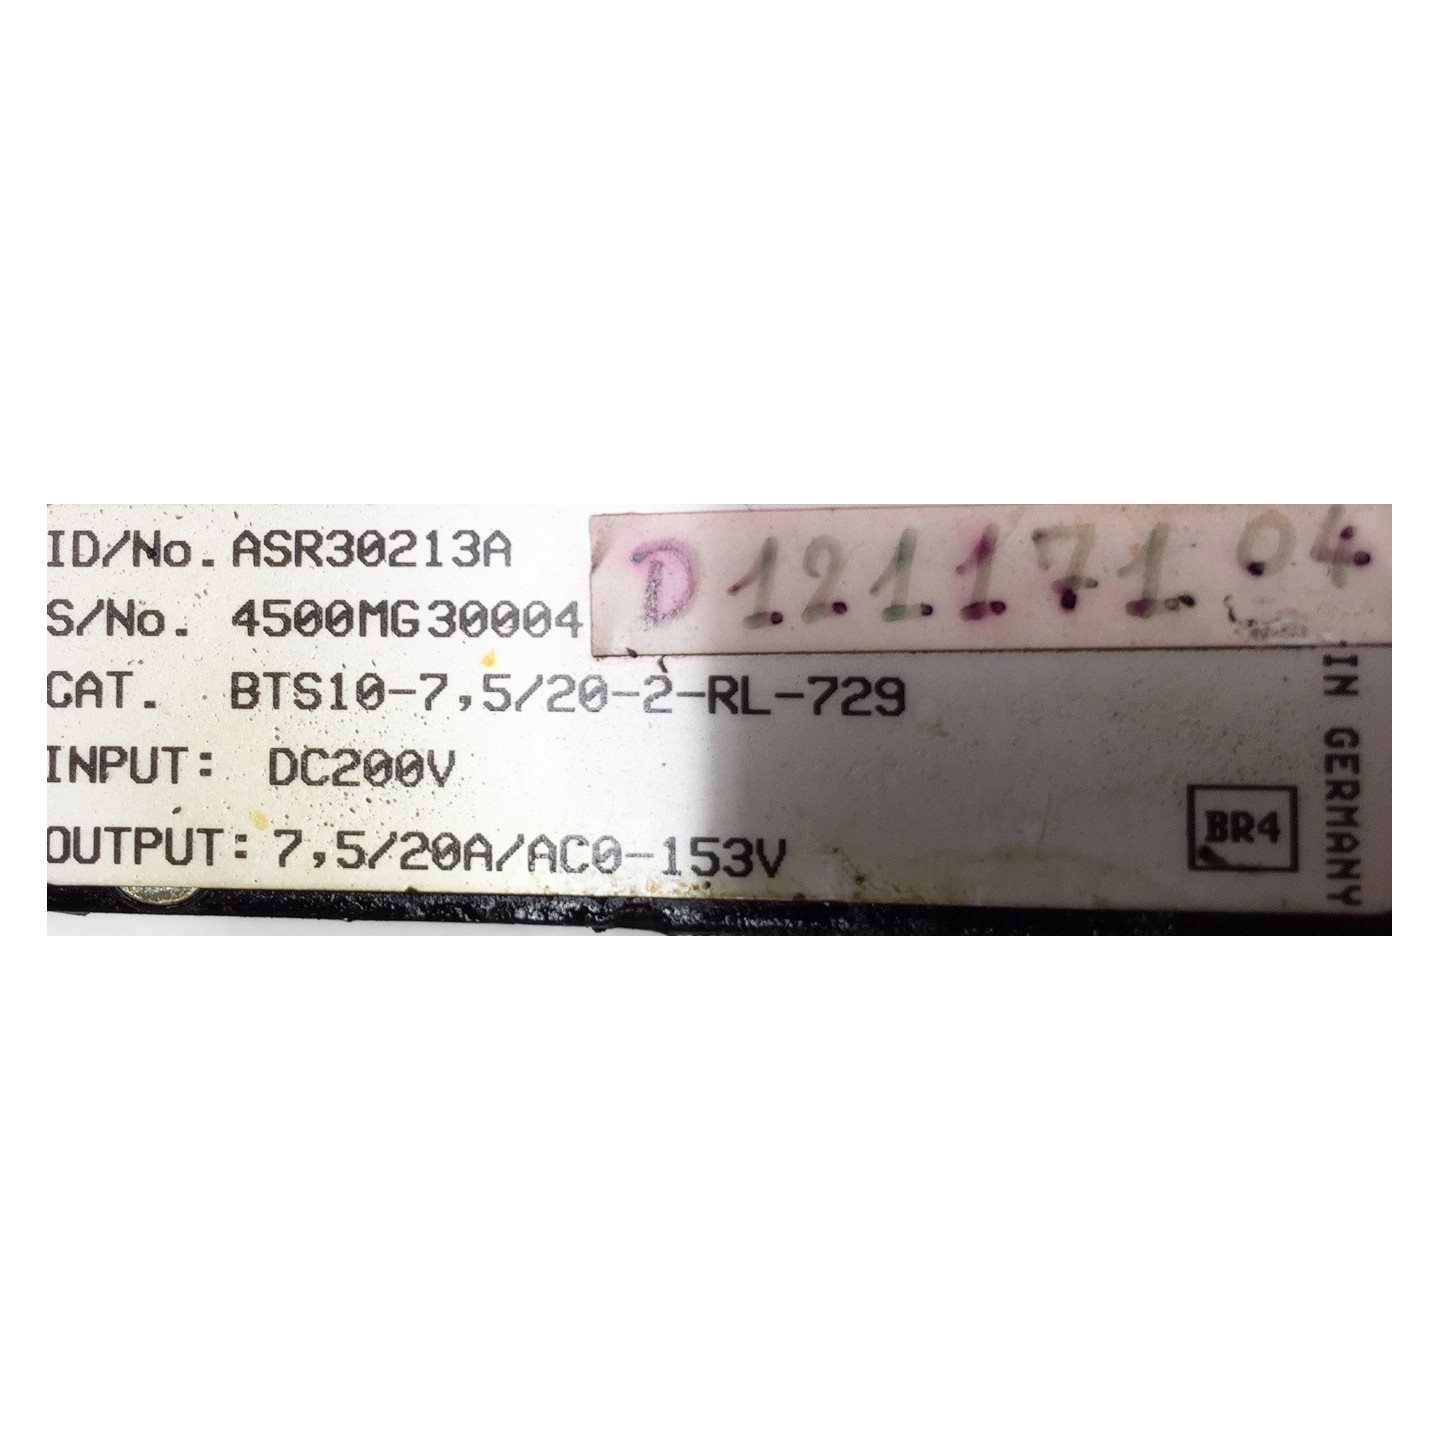 ID/No. ASR30213A
D 121171 04
S/No. 4500MG30004
CAT. BTS10-7,5/20-2-RL-729
INPUT: DC200V
OUTPUT: 7,5/20A/AC0-153V
BR4
IN GERMANY